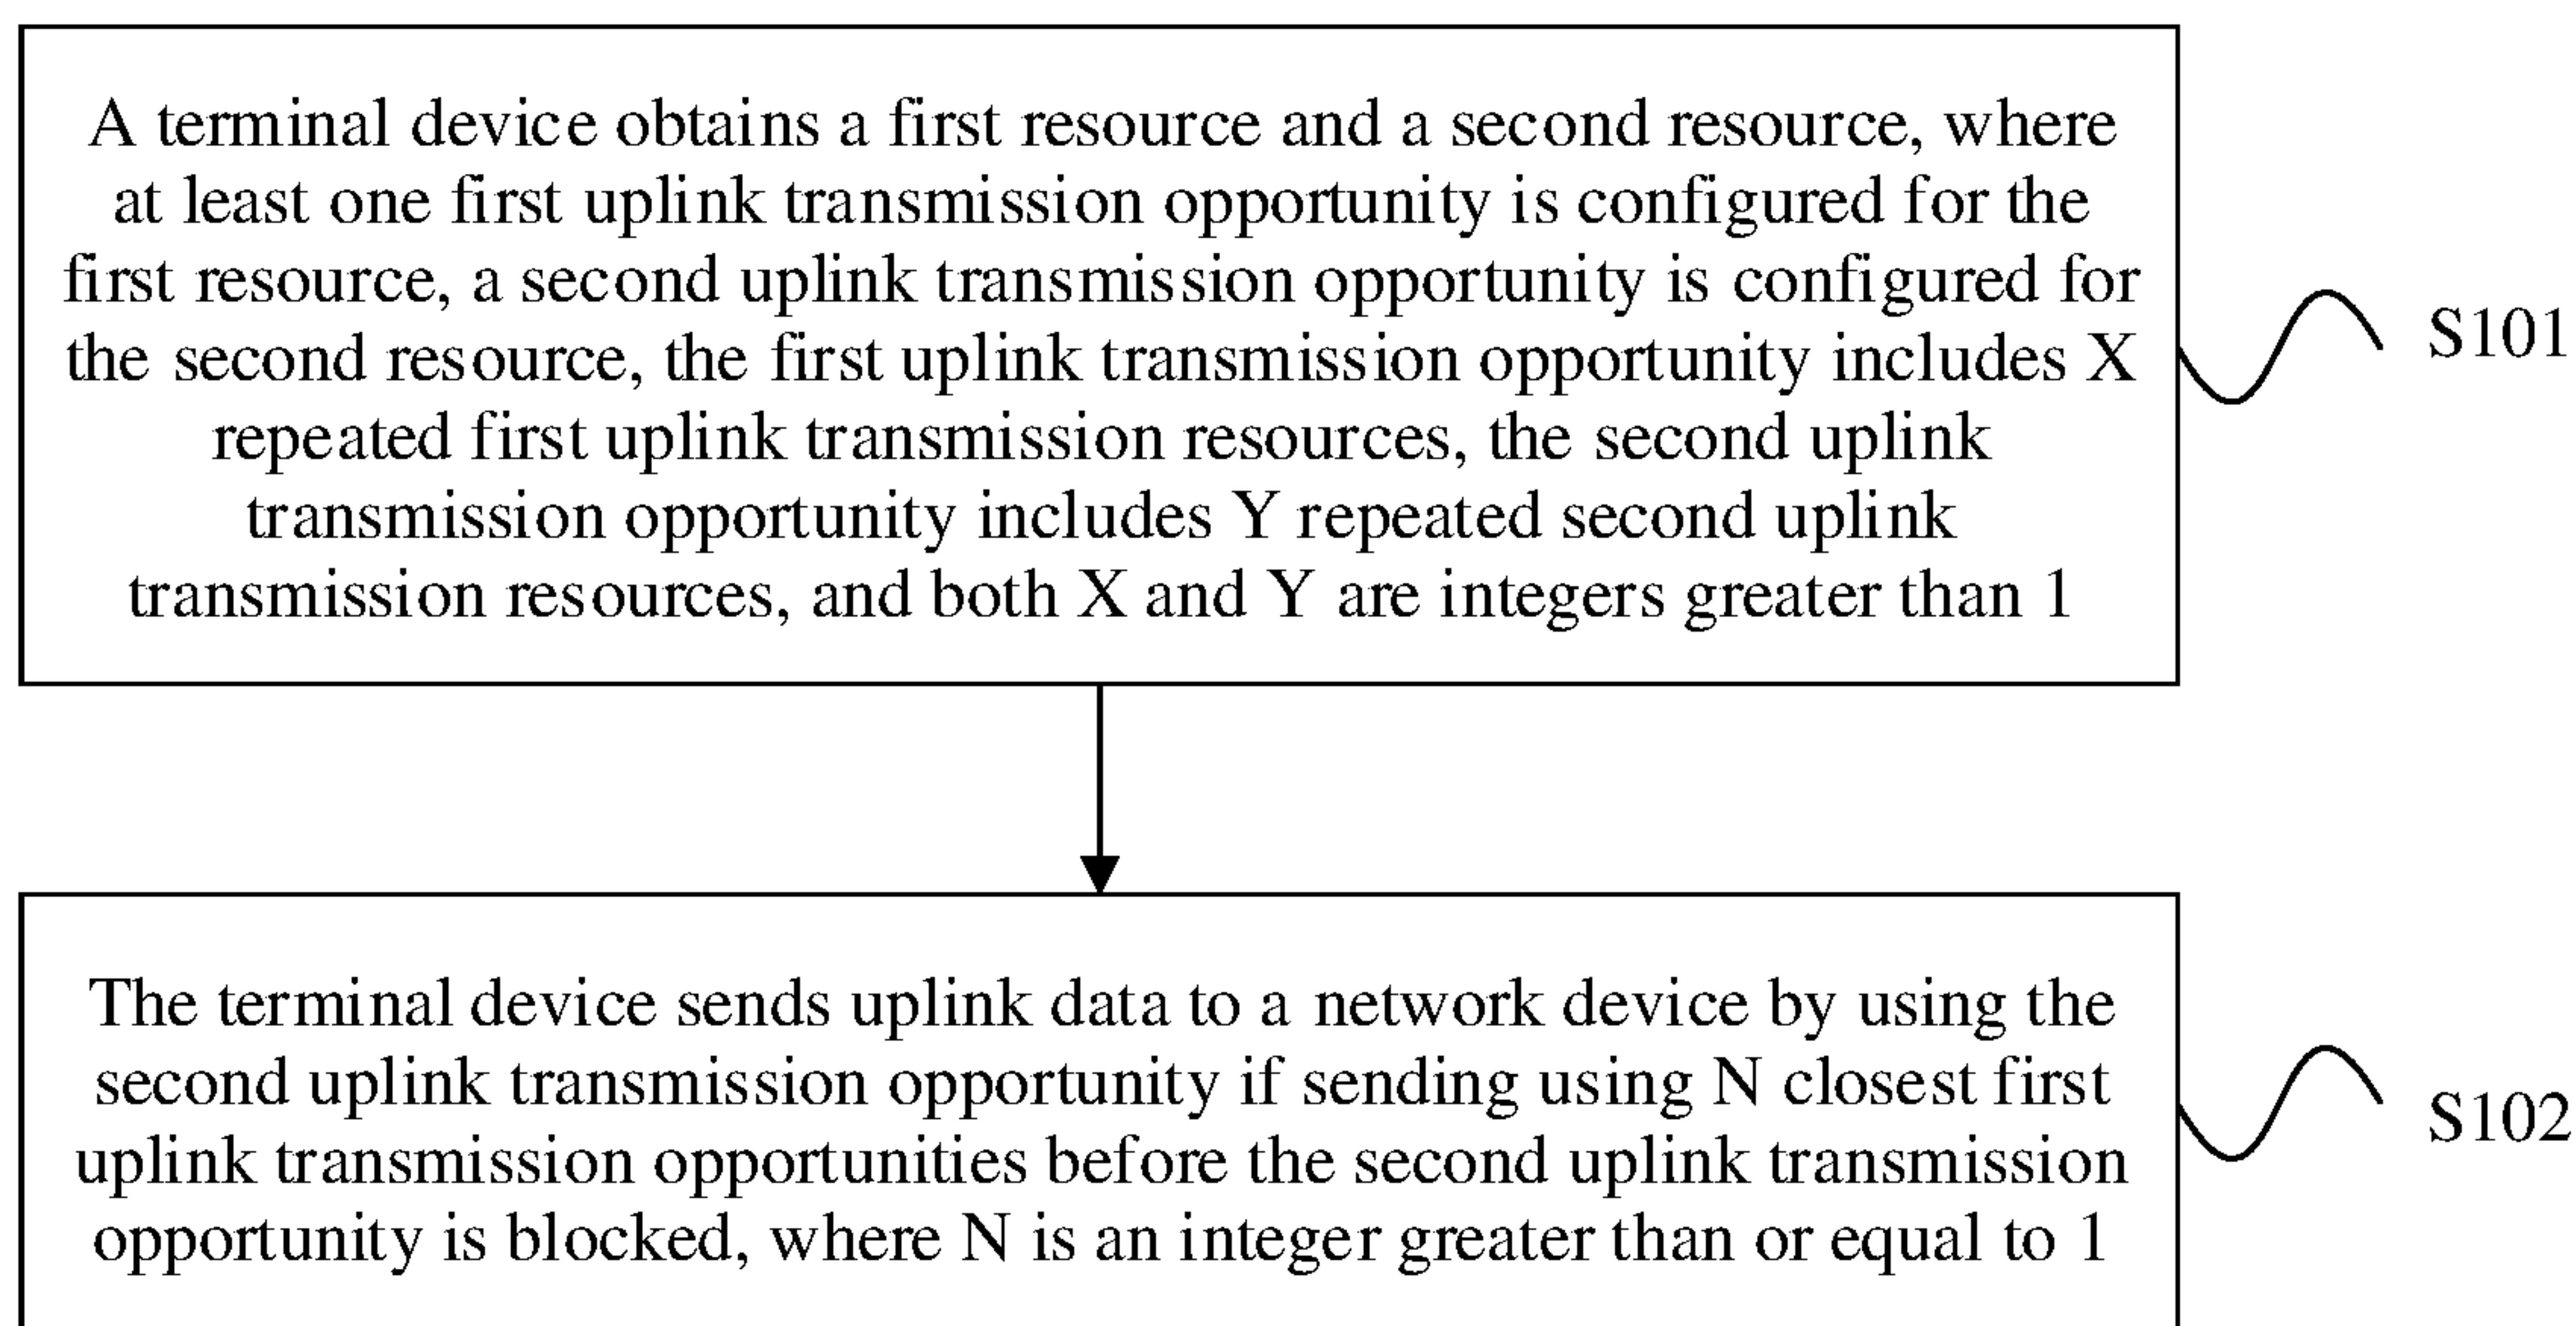 A terminal device obtains a first resource and a second resource, where
at least one first uplink transmission opportunity is configured for the
first resource, a second uplink transmission opportunity is configured for
the second resource, the first uplink transmission opportunity includes X
repeated first uplink transmission resources, the second uplink
transmission opportunity includes Y repeated second uplink
transmission resources, and both X and Y are integers greater than 1
S101
The terminal device sends uplink data to a network device by using the
second uplink transmission opportunity if sending using N closest first
uplink transmission opportunities before the second uplink transmission
opportunity is blocked, where N is an integer greater than or equal to 1
S102